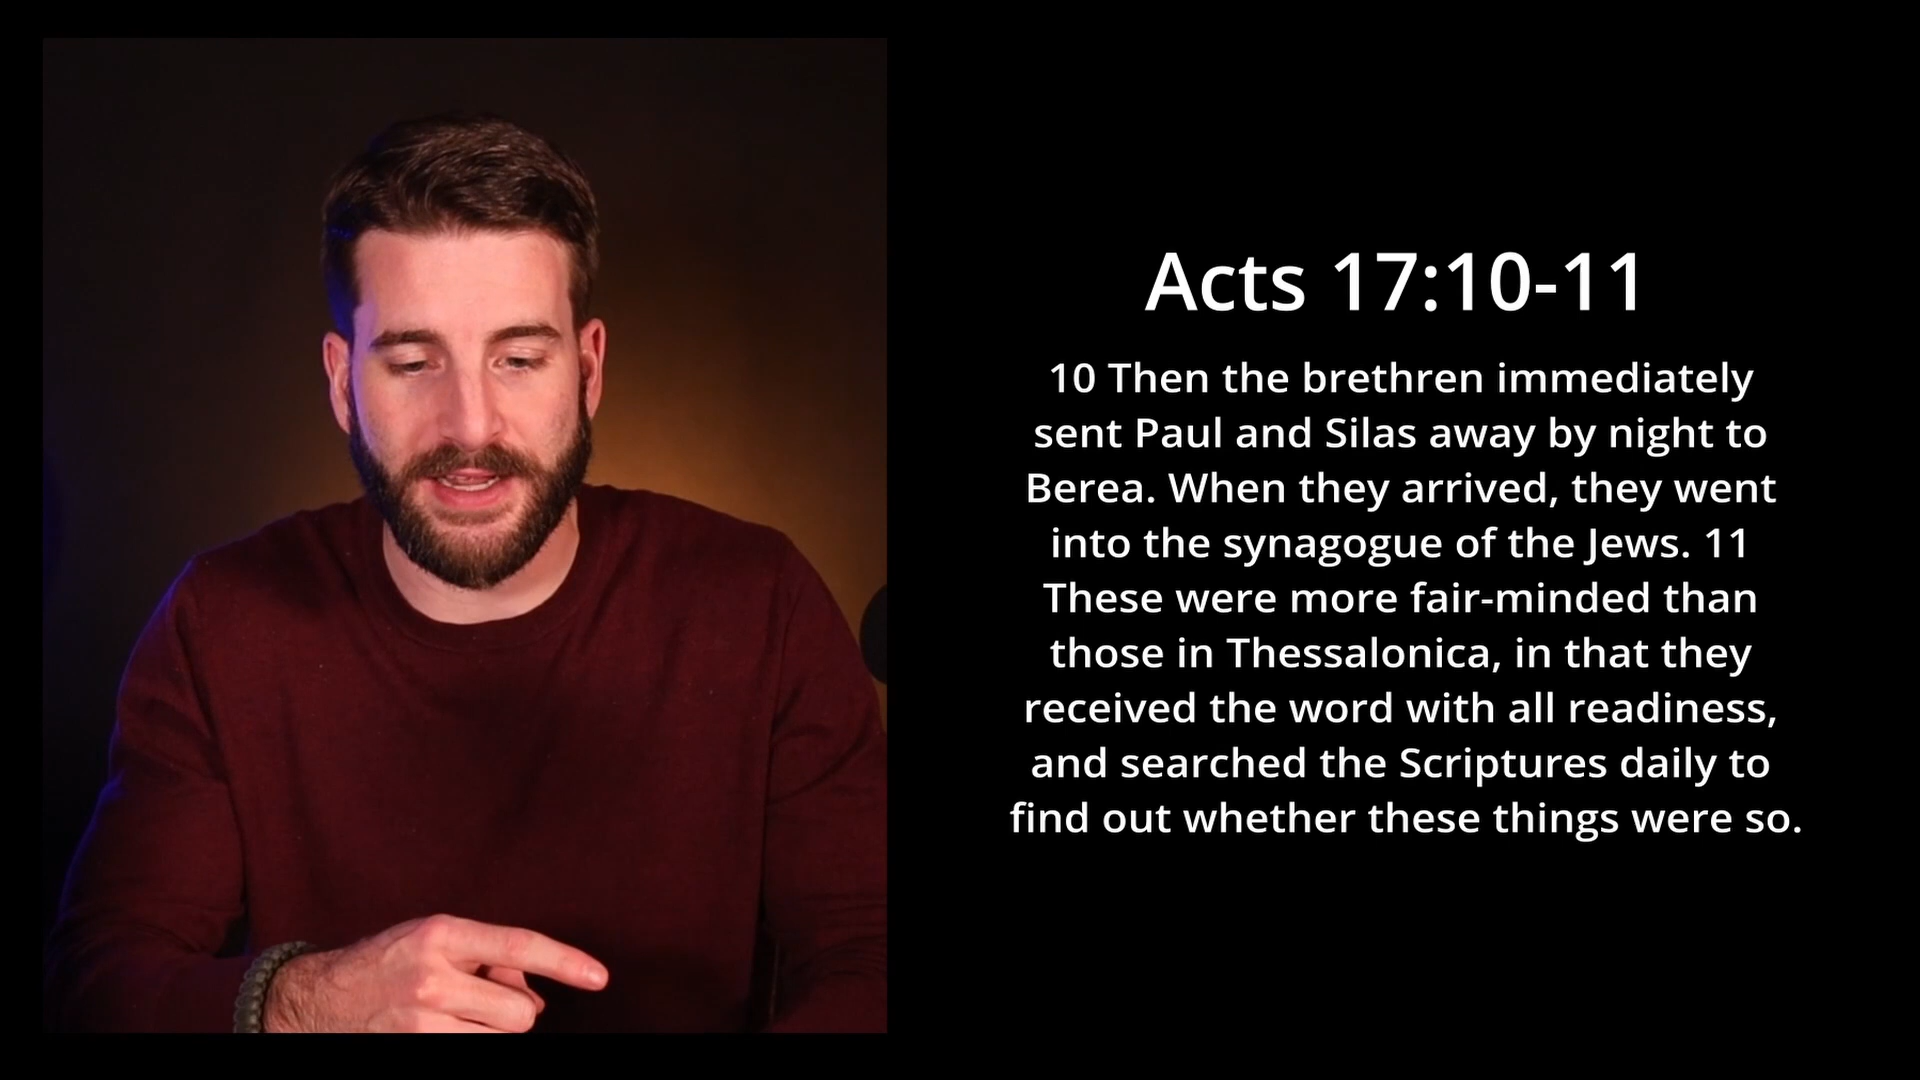 Acts 17:10-11
10 Then the brethren immediately
sent Paul and Silas away by night to
Berea. When they arrived, they went
into the synagogue of the Jews. 11
These were more fair-minded than
those in Thessalonica, in that they
received the word with all readiness,
and searched the Scriptures daily to
find out whether these things were so.